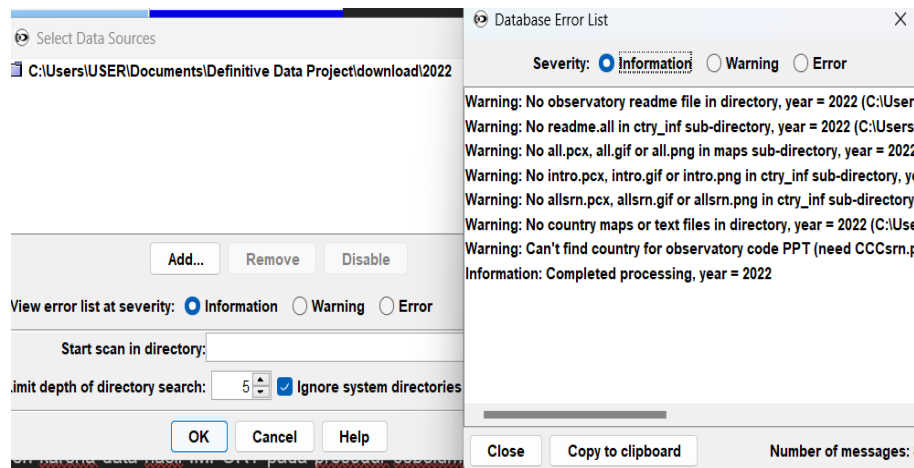 Select Data Sources
C:\Users\USER\Documents\Definitive Data Project\download\2022
Add...
Remove
Disable
View error list at severity: Information Warning Error
Start scan in directory:
Limit depth of directory search: 5 Ignore system directories
OK
Cancel
Help
Database Error List
Severity: Information Warning Error
Warning: No observatory readme file in directory, year = 2022 (C:\User
Warning: No readme.all in ctry_inf sub-directory, year = 2022 (C:\Users
Warning: No all.pcx, all.gif or all.png in maps sub-directory, year = 2022
Warning: No intro.pcx, intro.gif or intro.png in ctry_inf sub-directory, y
Warning: No allsrn.pcx, allsrn.gif or allsrn.png in ctry_inf sub-directory
Warning: No country maps or text files in directory, year = 2022 (C:\Use
Warning: Can't find country for observatory code PPT (need CCCsrn.p
Information: Completed processing, year = 2022
Close
Copy to clipboard
Number of messages: